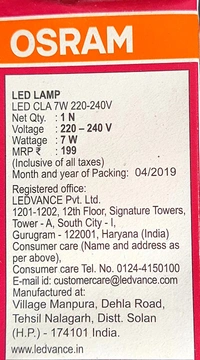 OSRAM
LED LAMP
LED CLA 7W 220-240V
Net Qty. : 1 N
Voltage : 220 – 240 V
Wattage : 7 W
MRP ₹ : 199
(Inclusive of all taxes)
Month and year of Packing: 04/2019
Registered office:
LEDVANCE Pvt. Ltd.
1201-1202, 12th Floor, Signature Towers,
Tower - A, South City - I,
Gurugram - 122001, Haryana (India)
Consumer care (Name and address as
per above),
Consumer care Tel. No. 0124-4150100
E-mail id: customercare@ledvance.com
Manufactured at:
Village Manpura, Dehla Road,
Tehsil Nalagarh, Distt. Solan
(H.P.) - 174101 India.
www.ledvance.in